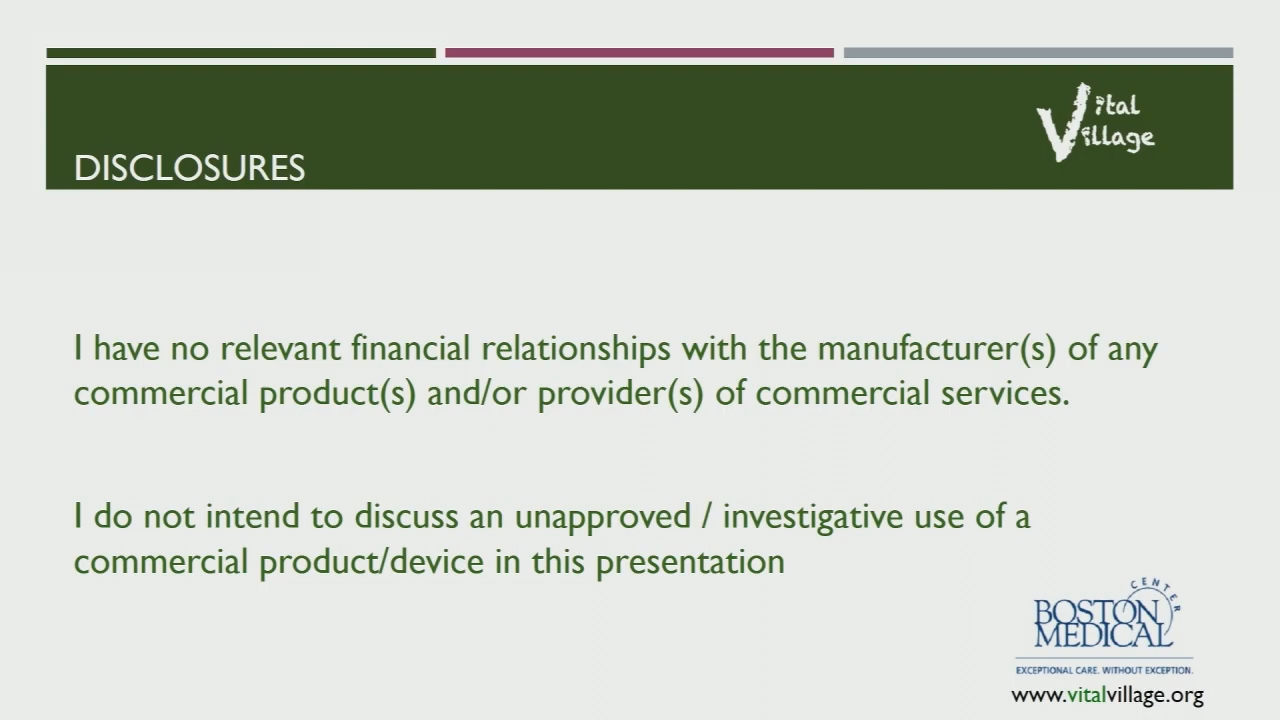 Vital
Village
DISCLOSURES
I have no relevant financial relationships with the manufacturer(s) of any
commercial product(s) and/or provider(s) of commercial services.
I do not intend to discuss an unapproved / investigative use of a
commercial product/device in this presentation
BOSTON CENTER
MEDICAL
EXCEPTIONAL CARE. WITHOUT EXCEPTION.
www.vitalvillage.org